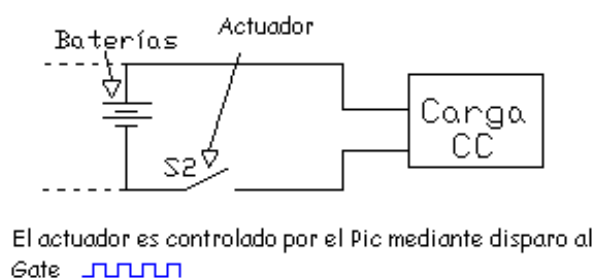 Actuador
Baterías
Carga
CC
S2
El actuador es controlado por el Pic mediante disparo al
Gate